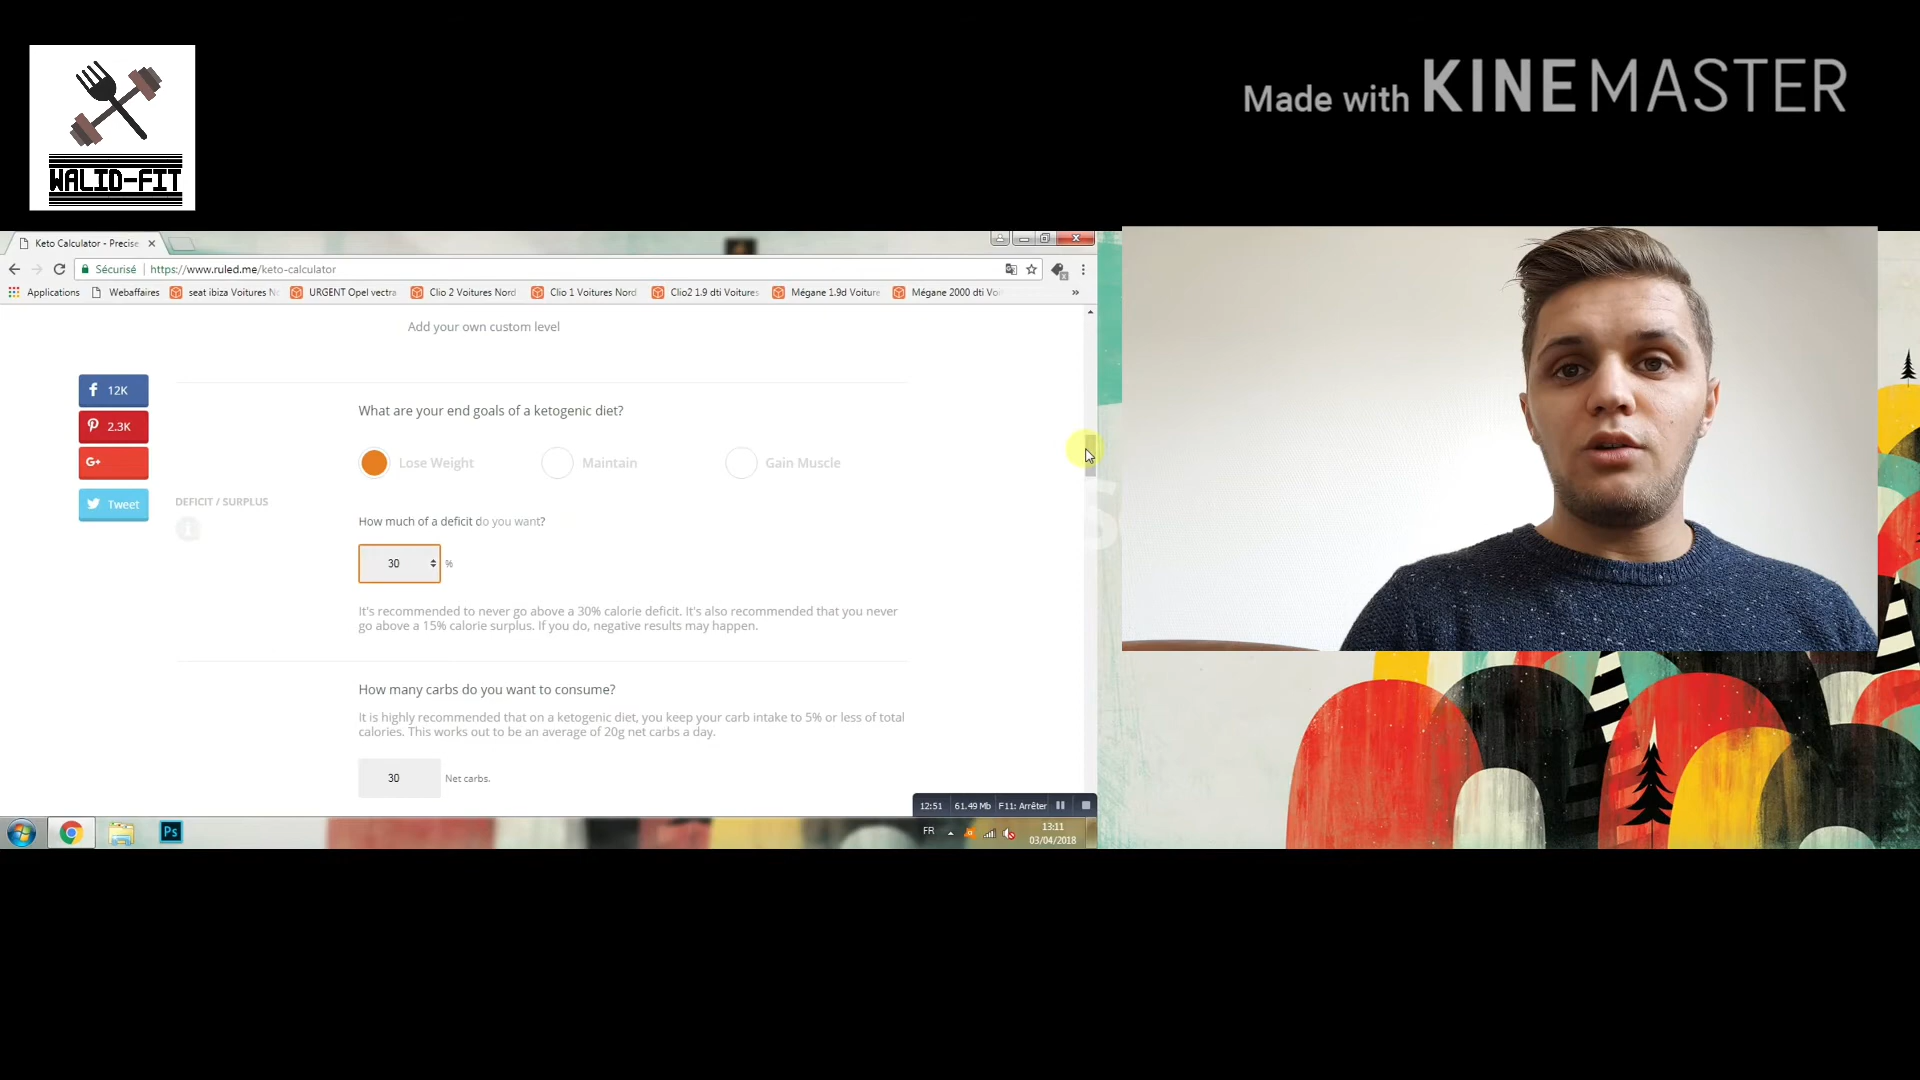 Made with KINEMASTER
WALID-FIT
Keto Calculator - Precise
Sécurisé
https://www.ruled.me/keto-calculator
Applications
Webaffaires
seat ibiza Voitures
URGENT Opel vectra
Clio 2 Voitures Nord
Clio 1 Voitures Nord
Clio2 1.9 dti Voitures
Mégane 1.9d Voiture
Mégane 2000 dti
»
Add your own custom level
12K
2.3K
G+
Tweet
What are your end goals of a ketogenic diet?
Lose Weight
Maintain
Gain Muscle
DEFICIT / SURPLUS
How much of a deficit do you want?
30 %
It's recommended to never go above a 30% calorie deficit. It's also recommended that you never
go above a 15% calorie surplus. If you do, negative results may happen.
How many carbs do you want to consume?
It is highly recommended that on a ketogenic diet, you keep your carb intake to 5% or less of total
calories. This works out to be an average of 20g net carbs a day.
30 Net carbs.
12:51 61.49 Mb F11: Arrêter
Ps
FR
13:11
03/04/2018